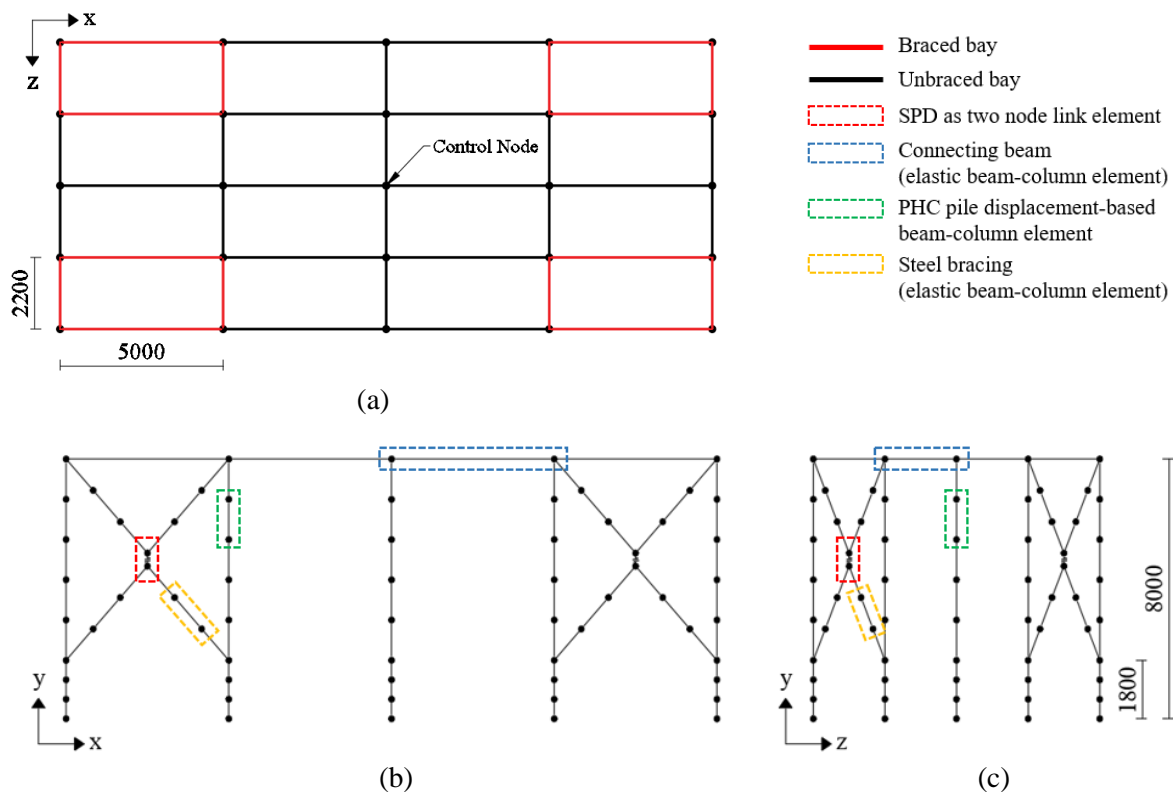 x
z
Control Node
2200
5000
(a)
Braced bay
Unbraced bay
SPD as two node link element
Connecting beam
(elastic beam-column element)
PHC pile displacement-based
beam-column element
Steel bracing
(elastic beam-column element)
y
x
(b)
y
z
1800
8000
(c)